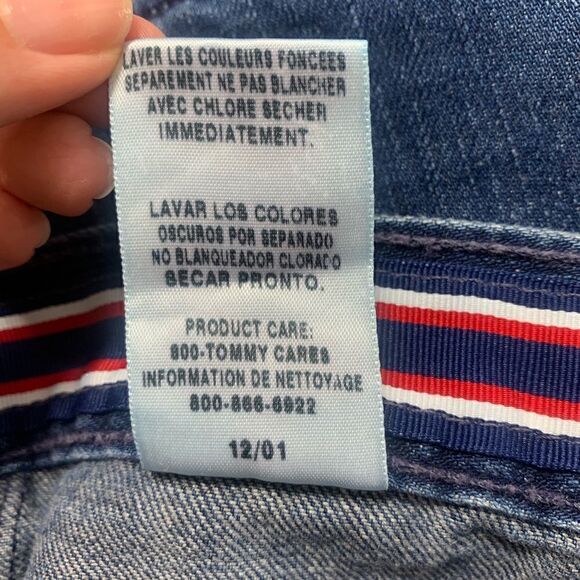 LAVER LES COULEURS FONCEES
SEPAREMENT NE PAS BLANCHER
AVEC CHLORE SECHER
IMMEDIATEMENT.
LAVAR LOS COLORES
OSCUROS POR SEPARADO
NO BLANQUEADOR CLORADO
SECAR PRONTO.
PRODUCT CARE:
800-TOMMY CARES
INFORMATION DE NETTOYAGE
800-866-6922
12/01